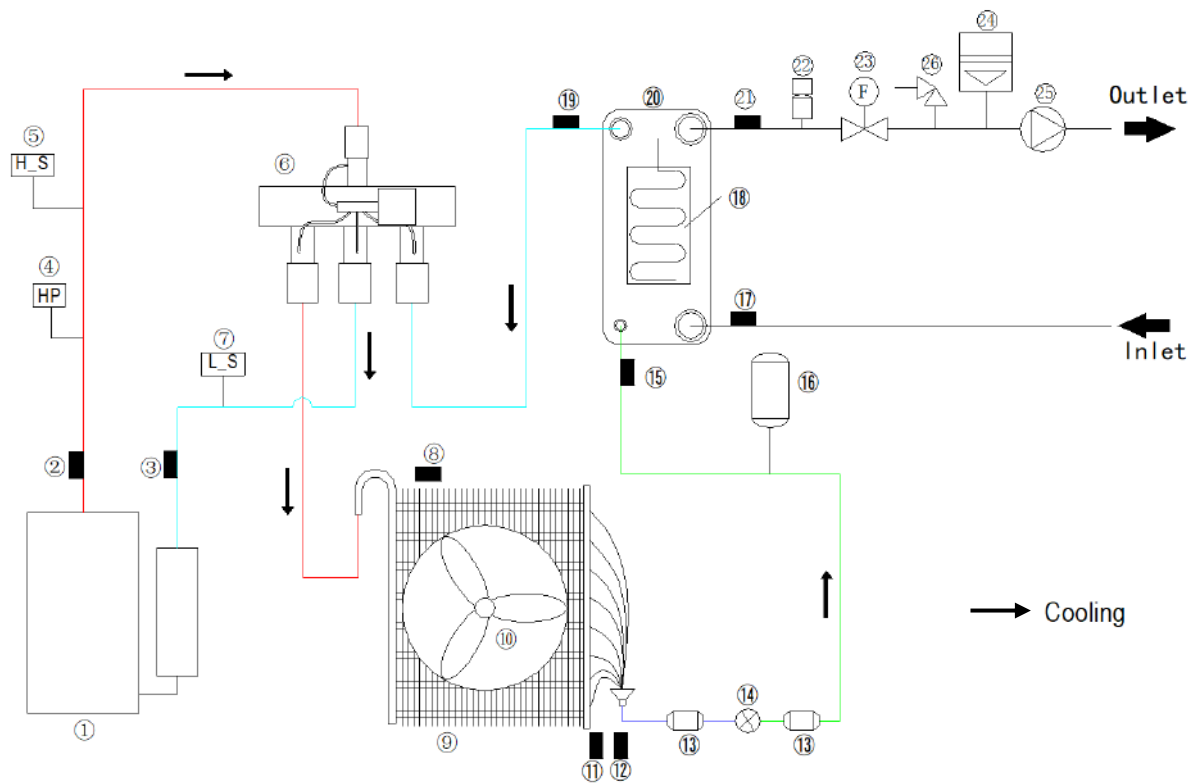 ㉔
㉒ ㉓ ㉖
㉕
⑲ ⑳ ㉑ F Outlet
⑤
H_S
⑥
⑱
④
HP
⑰
Inlet
⑦
L_S
⑮ ⑯
② ③ ⑧
Cooling
⑩
⑭
① ⑨ ⑬ ⑬
⑪ ⑫